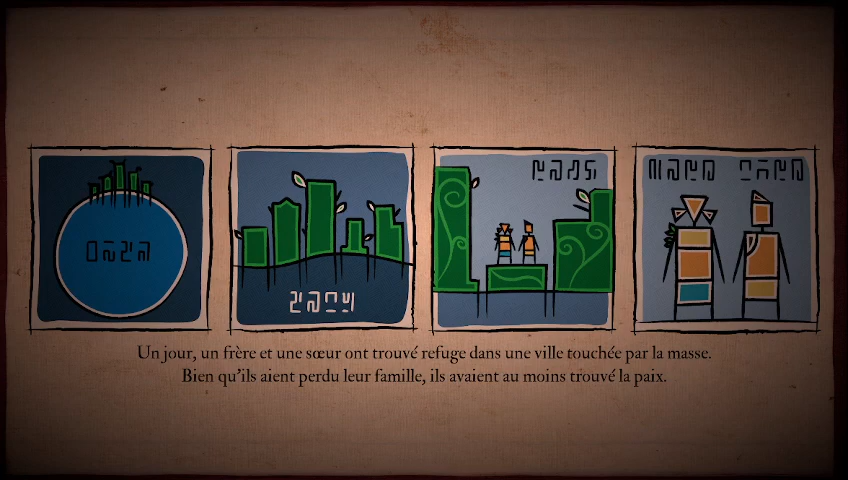 Un jour, un frère et une sœur ont trouvé refuge dans une ville touchée par la masse.
Bien qu'ils aient perdu leur famille, ils avaient au moins trouvé la paix.